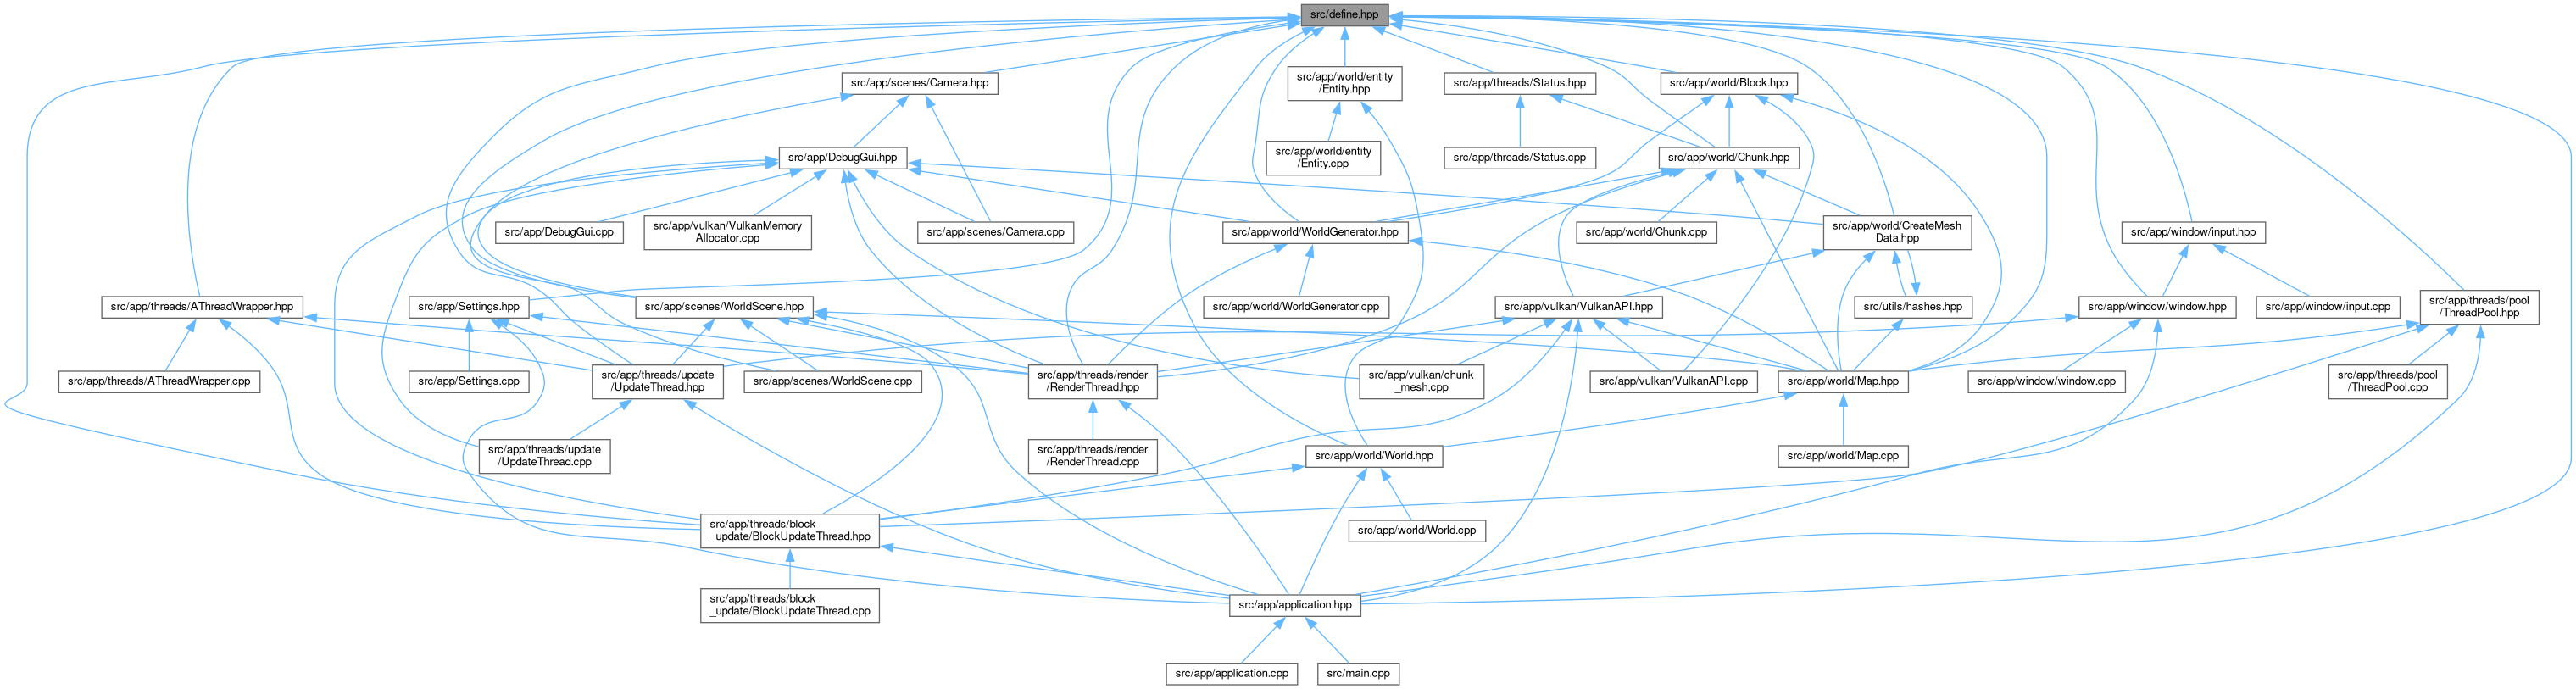 src/define.hpp
src/app/scenes/Camera.hpp
src/app/world/entity
/Entity.hpp
src/app/threads/Status.hpp
src/app/world/Block.hpp
src/app/DebugGui.hpp
src/app/world/entity
/Entity.cpp
src/app/threads/Status.cpp
src/app/world/Chunk.hpp
src/app/DebugGui.cpp
src/app/vulkan/VulkanMemory
Allocator.cpp
src/app/scenes/Camera.cpp
src/app/world/WorldGenerator.hpp
src/app/world/Chunk.cpp
src/app/world/CreateMesh
Data.hpp
src/app/window/input.hpp
src/app/threads/AThreadWrapper.hpp
src/app/Settings.hpp
src/app/scenes/WorldScene.hpp
src/app/world/WorldGenerator.cpp
src/app/vulkan/VulkanAPI.hpp
src/utils/hashes.hpp
src/app/window/window.hpp
src/app/window/input.cpp
src/app/threads/pool
/ThreadPool.hpp
src/app/threads/AThreadWrapper.cpp
src/app/Settings.cpp
src/app/threads/update
/UpdateThread.hpp
src/app/scenes/WorldScene.cpp
src/app/threads/render
/RenderThread.hpp
src/app/vulkan/chunk
_mesh.cpp
src/app/vulkan/VulkanAPI.cpp
src/app/world/Map.hpp
src/app/window/window.cpp
src/app/threads/pool
/ThreadPool.cpp
src/app/threads/update
/UpdateThread.cpp
src/app/threads/render
/RenderThread.cpp
src/app/world/World.hpp
src/app/world/Map.cpp
src/app/threads/block
_update/BlockUpdateThread.hpp
src/app/world/World.cpp
src/app/threads/block
_update/BlockUpdateThread.cpp
src/app/application.hpp
src/app/application.cpp
src/main.cpp